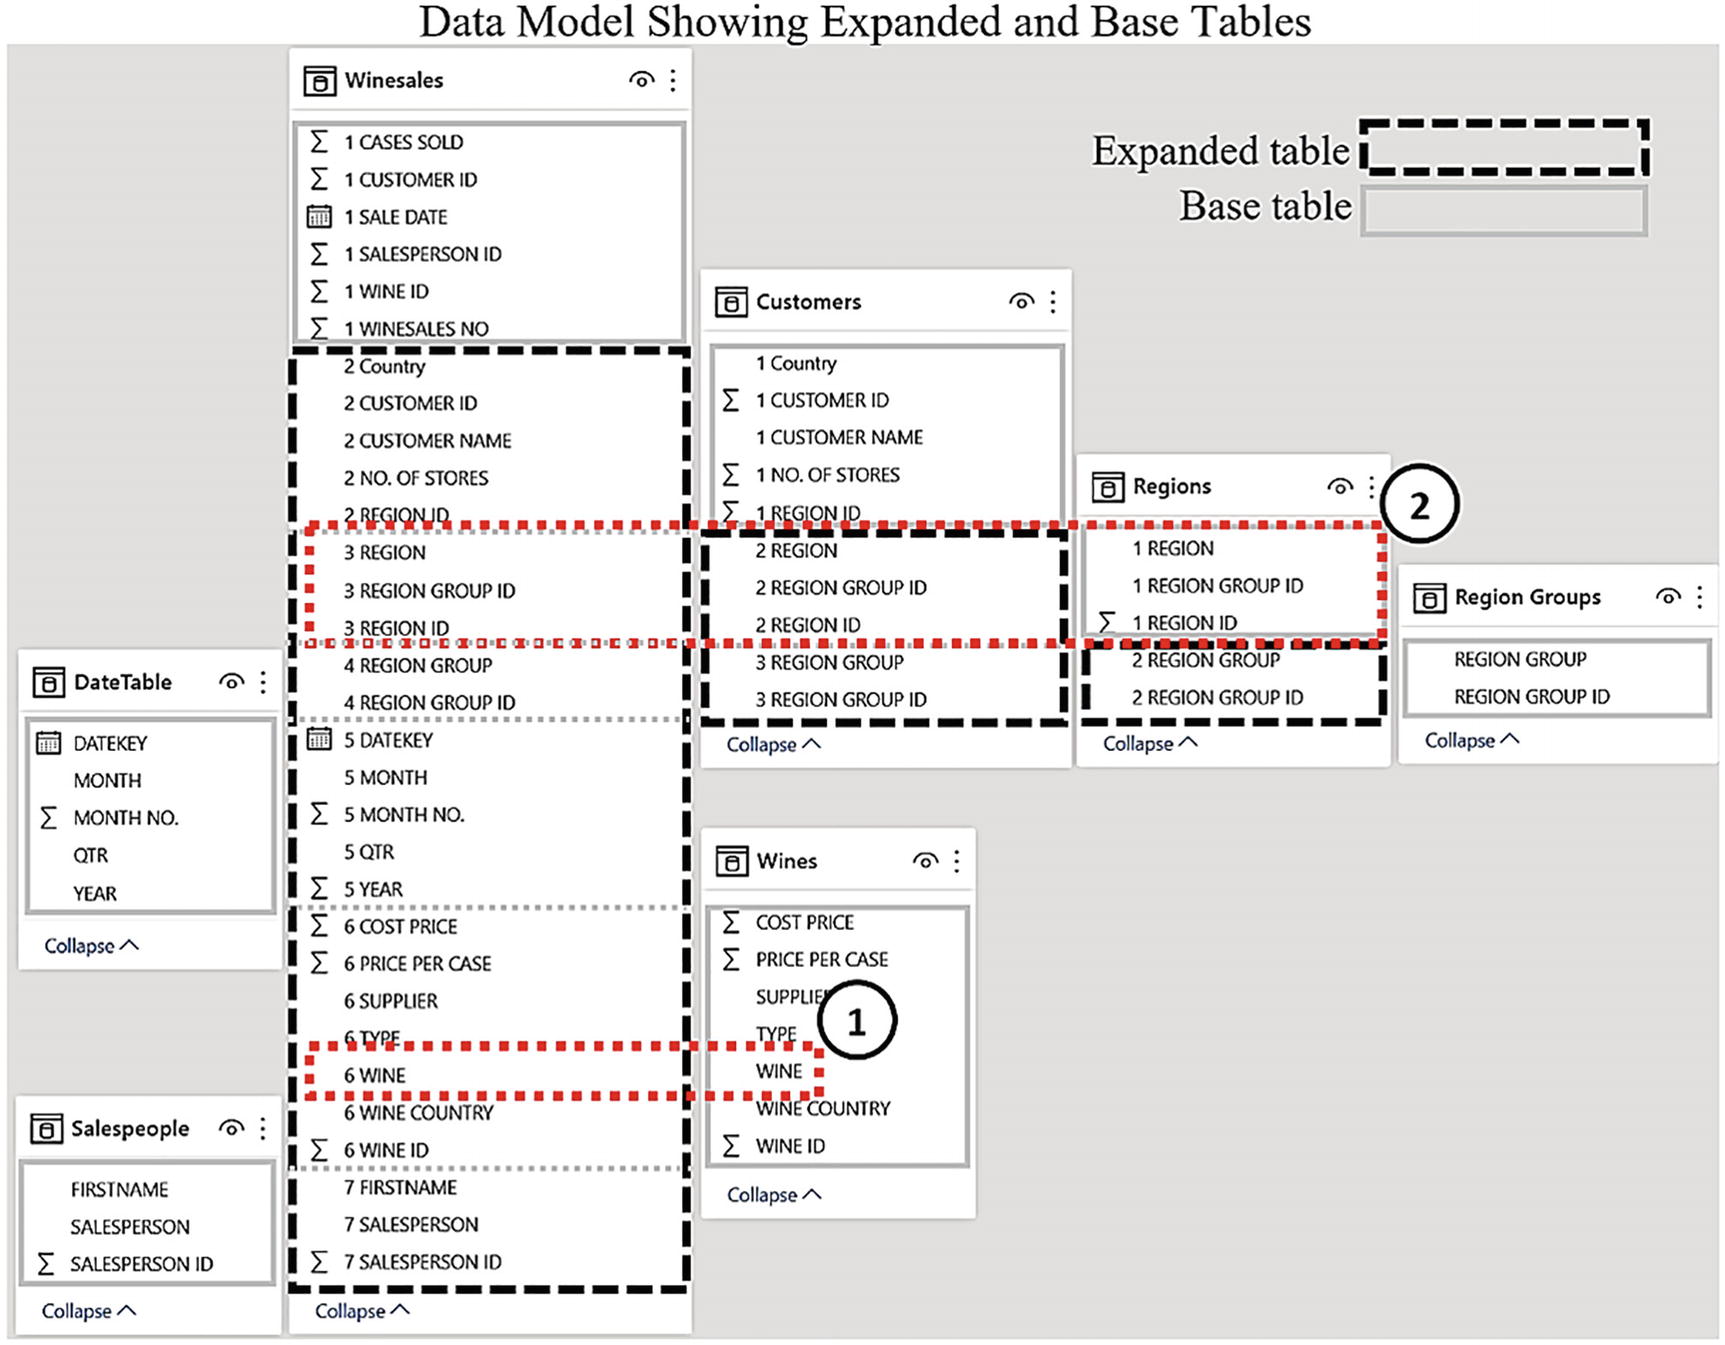 Data Model Showing Expanded and Base Tables
Expanded table
Base table
Winesales
1 CASES SOLD
1 CUSTOMER ID
1 SALE DATE
1 SALESPERSON ID
1 WINE ID
1 WINESALES NO
2 Country
2 CUSTOMER ID
2 CUSTOMER NAME
2 NO. OF STORES
2 REGION ID
3 REGION
3 REGION GROUP ID
3 REGION ID
4 REGION GROUP
4 REGION GROUP ID
5 DATEKEY
5 MONTH
5 MONTH NO.
5 QTR
5 YEAR
6 COST PRICE
6 PRICE PER CASE
6 SUPPLIER
6 TYPE
6 WINE
6 WINE COUNTRY
6 WINE ID
7 FIRSTNAME
7 SALESPERSON
7 SALESPERSON ID
Collapse
Customers
1 Country
1 CUSTOMER ID
1 CUSTOMER NAME
1 NO. OF STORES
1 REGION ID
2 REGION
2 REGION GROUP ID
2 REGION ID
3 REGION GROUP
3 REGION GROUP ID
Collapse
Regions
2
1 REGION
1 REGION GROUP ID
1 REGION ID
2 REGION GROUP
2 REGION GROUP ID
Collapse
Region Groups
REGION GROUP
REGION GROUP ID
Collapse
DateTable
DATEKEY
MONTH
MONTH NO.
QTR
YEAR
Collapse
Wines
COST PRICE
PRICE PER CASE
SUPPLIE
1
TYPE
WINE
WINE COUNTRY
WINE ID
Collapse
Salespeople
FIRSTNAME
SALESPERSON
SALESPERSON ID
Collapse